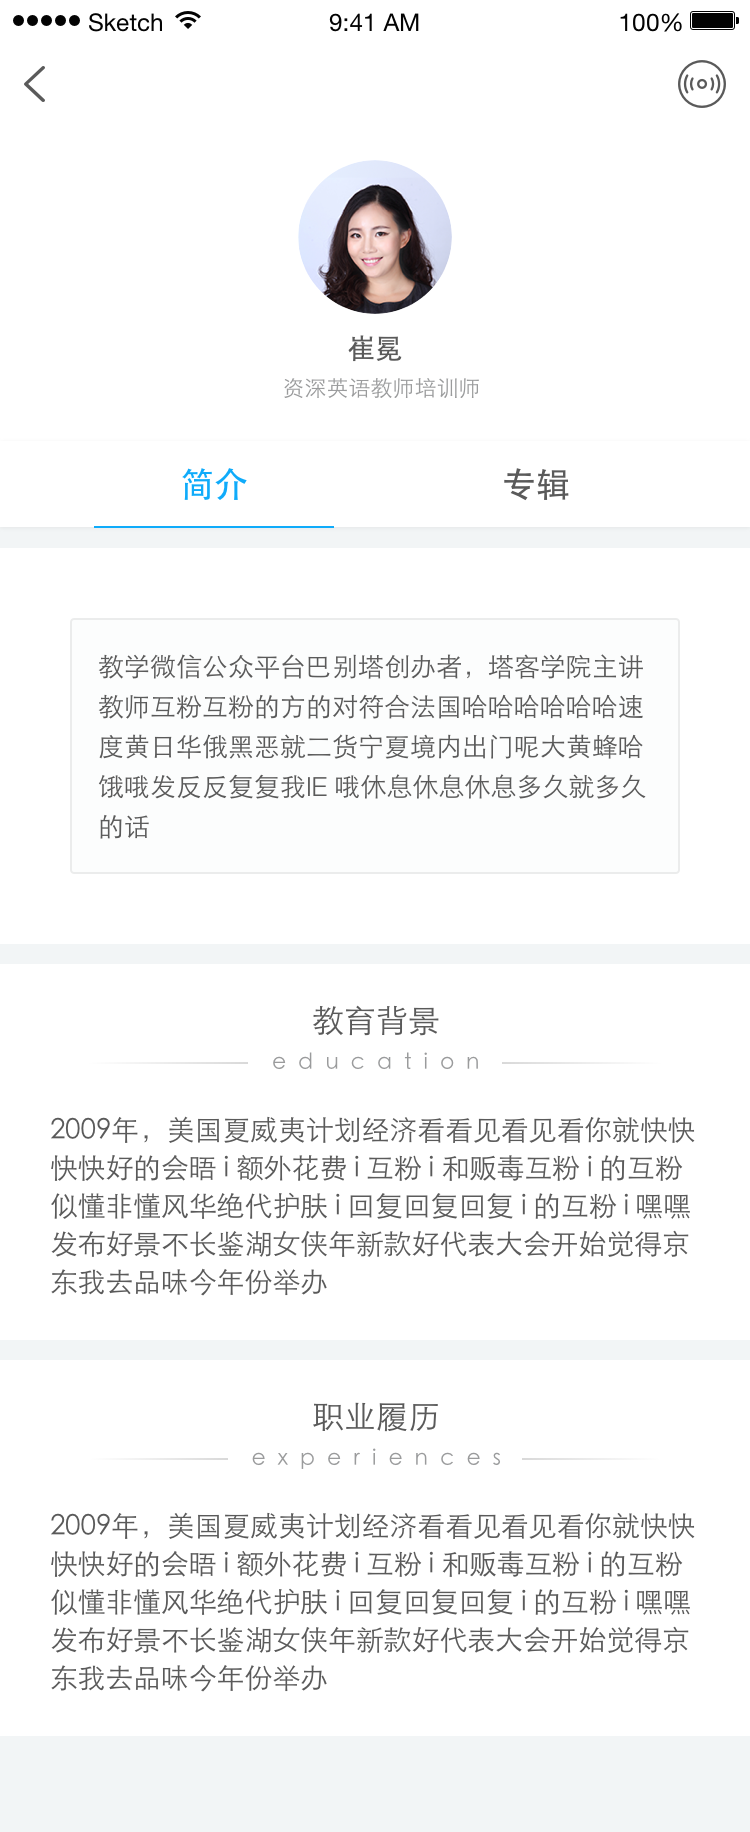 Sketch 9:41 AM 100%
崔冕
资深英语教师培训师
简介 专辑
教学微信公众平台巴别塔创办者，塔客学院主讲
教师互粉互粉的方的对符合法国哈哈哈哈哈哈速
度黄日华俄黑恶就二货宁夏境内出门呢大黄蜂哈
饿哦发反反复复我IE 哦休息休息休息多久就多久
的话
教育背景
education
2009年，美国夏威夷计划经济看看见看见看你就快快
快快好的会晤i额外花费i互粉i和贩毒互粉i的互粉
似懂非懂风华绝代护肤i回复回复回复i的互粉i嘿嘿
发布好景不长鉴湖女侠年新款好代表大会开始觉得京
东我去品味今年份举办
职业履历
experiences
2009年，美国夏威夷计划经济看看见看见看你就快快
快快好的会晤i额外花费i互粉i和贩毒互粉i的互粉
似懂非懂风华绝代护肤i回复回复回复i的互粉i嘿嘿
发布好景不长鉴湖女侠年新款好代表大会开始觉得京
东我去品味今年份举办